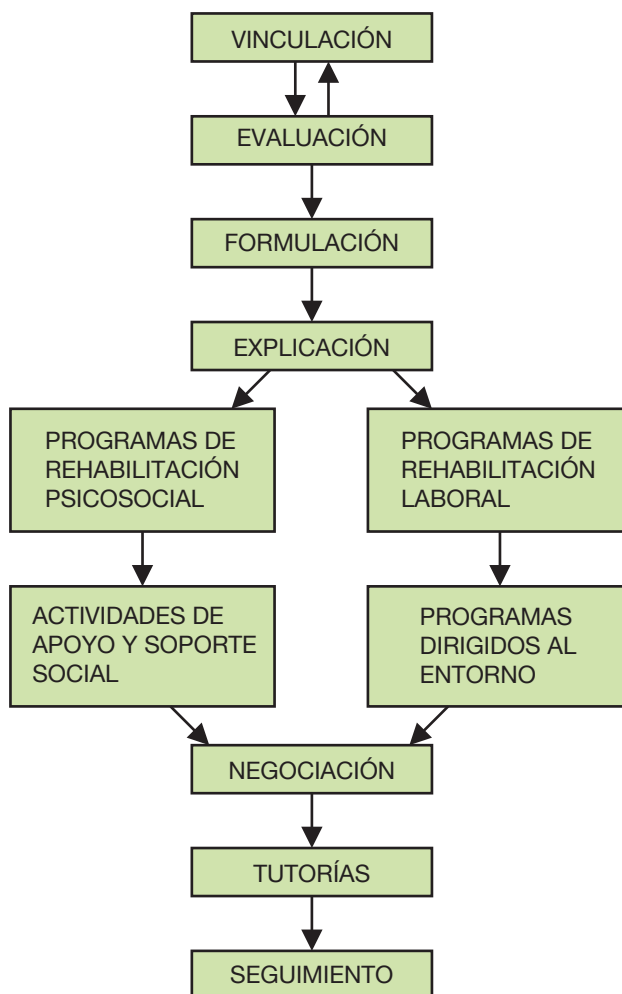 VINCULACIÓN
EVALUACIÓN
FORMULACIÓN
EXPLICACIÓN
PROGRAMAS DE
REHABILITACIÓN
PSICOSOCIAL
PROGRAMAS DE
REHABILITACIÓN
LABORAL
ACTIVIDADES DE
APOYO Y SOPORTE
SOCIAL
PROGRAMAS
DIRIGIDOS AL
ENTORNO
NEGOCIACIÓN
TUTORÍAS
SEGUIMIENTO